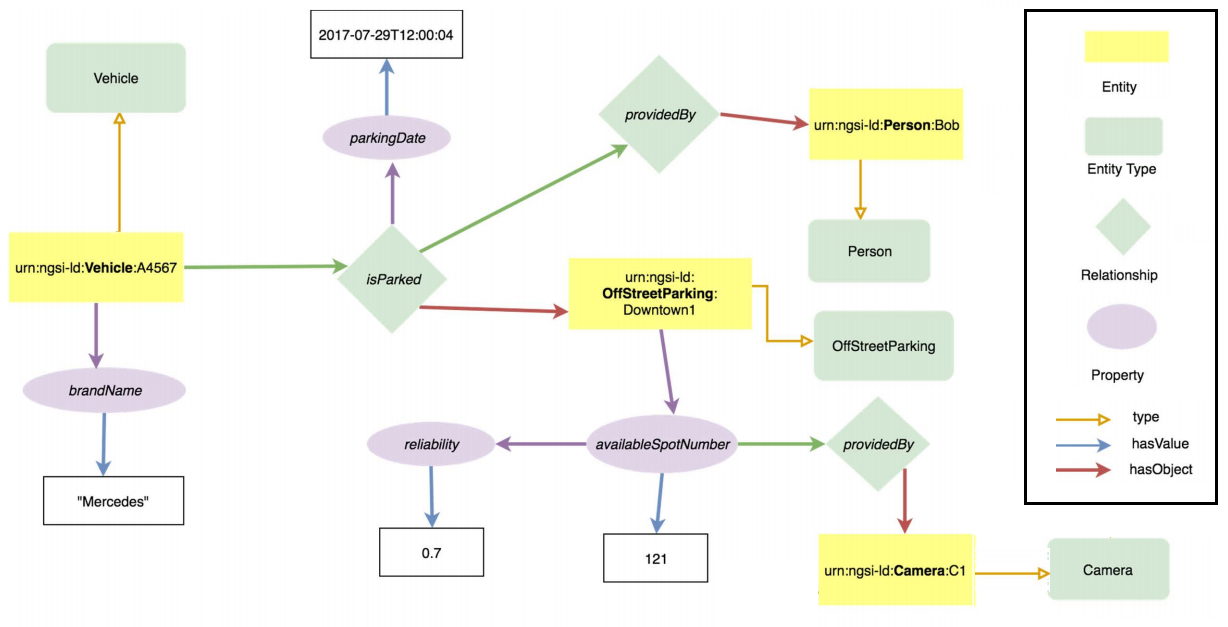 2017-07-29T12:00:04
Vehicle
parkingDate
providedBy
urn:ngsi-ld:Person:Bob
urn:ngsi-ld:Vehicle:A4567
isParked
Person
urn:ngsi-ld:
OffStreetParking:
Downtown1
OffStreetParking
brandName
"Mercedes"
reliability
availableSpotNumber
providedBy
0.7
121
urn:ngsi-ld:Camera:C1
Camera
Entity
Entity Type
Relationship
Property
type
hasValue
hasObject